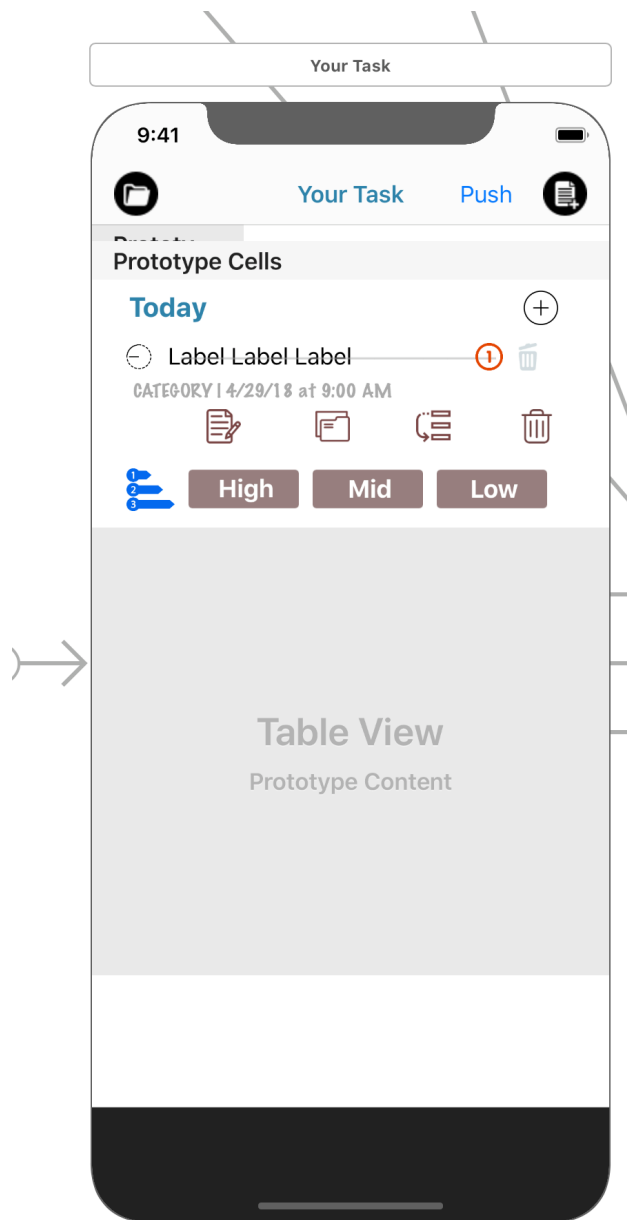 Your Task
9:41
Your Task Push
Prototype Cells
Today
Label Label Label 1
CATEGORY | 4/29/18 at 9:00 AM
1
2
3
High Mid Low
Table View
Prototype Content